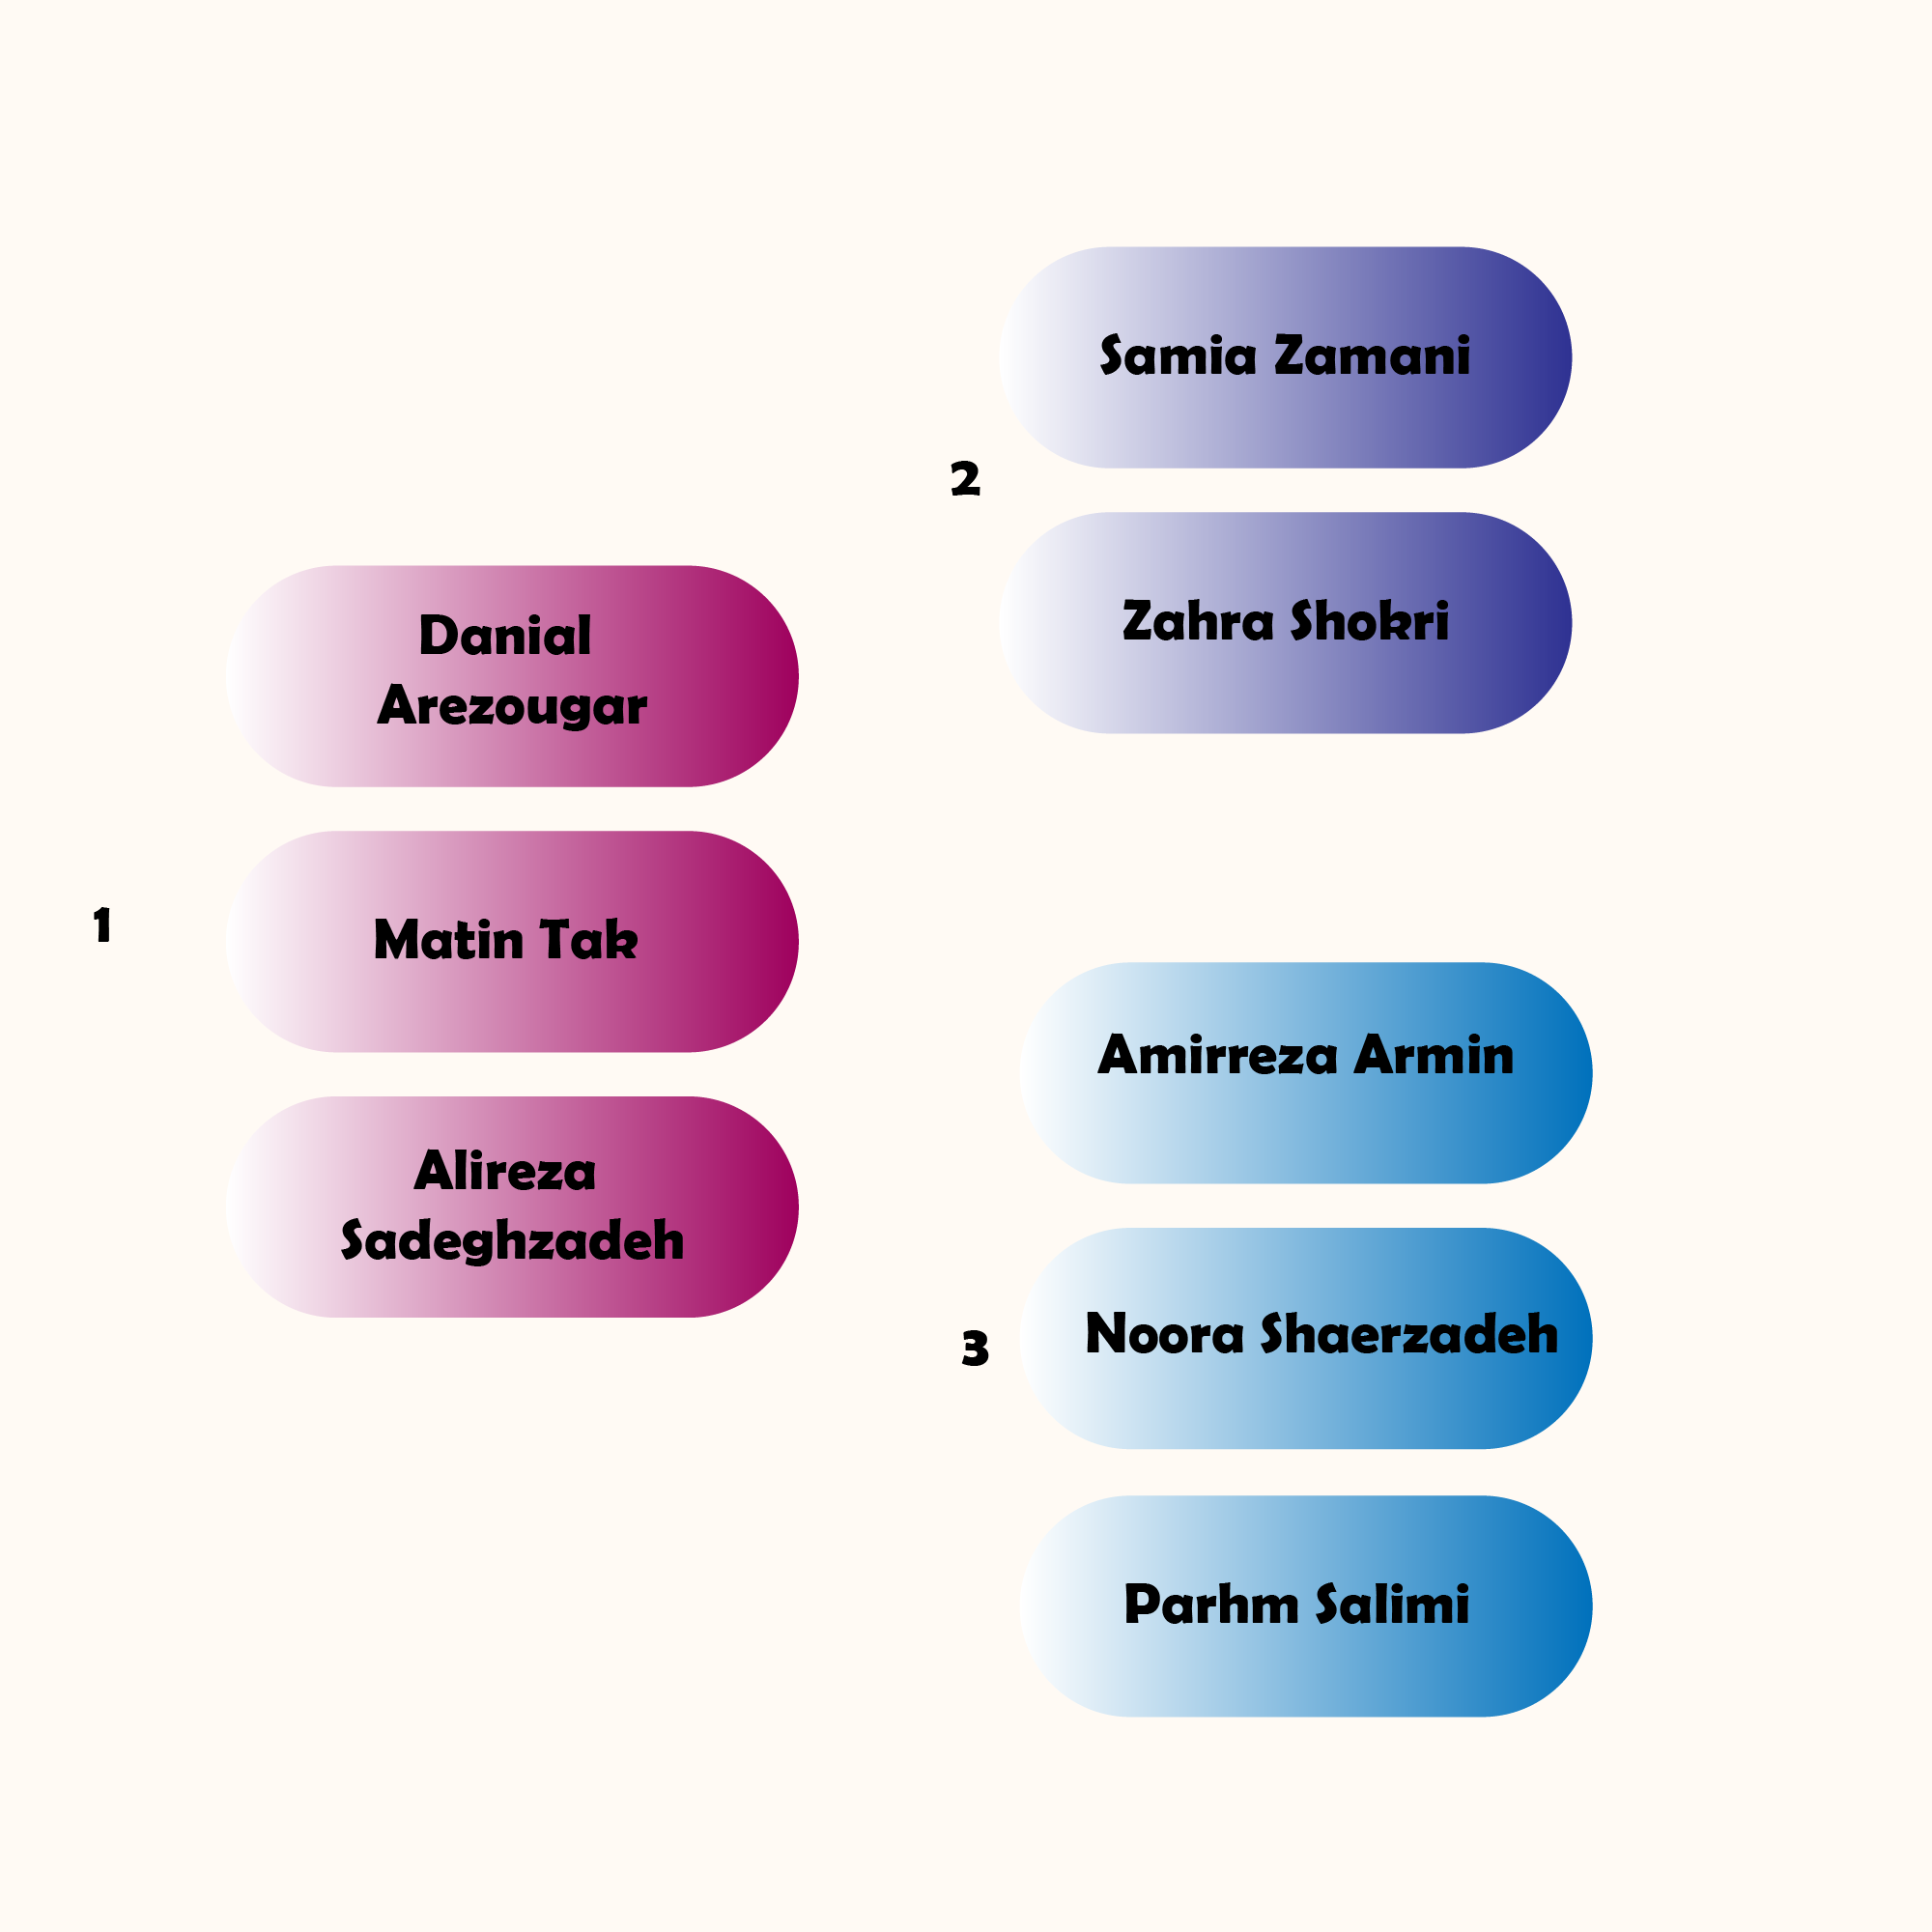 1
Danial
Arezougar
Matin Tak
Alireza
Sadeghzadeh
2
Samia Zamani
Zahra Shokri
3
Amirreza Armin
Noora Shaerzadeh
Parhm Salimi